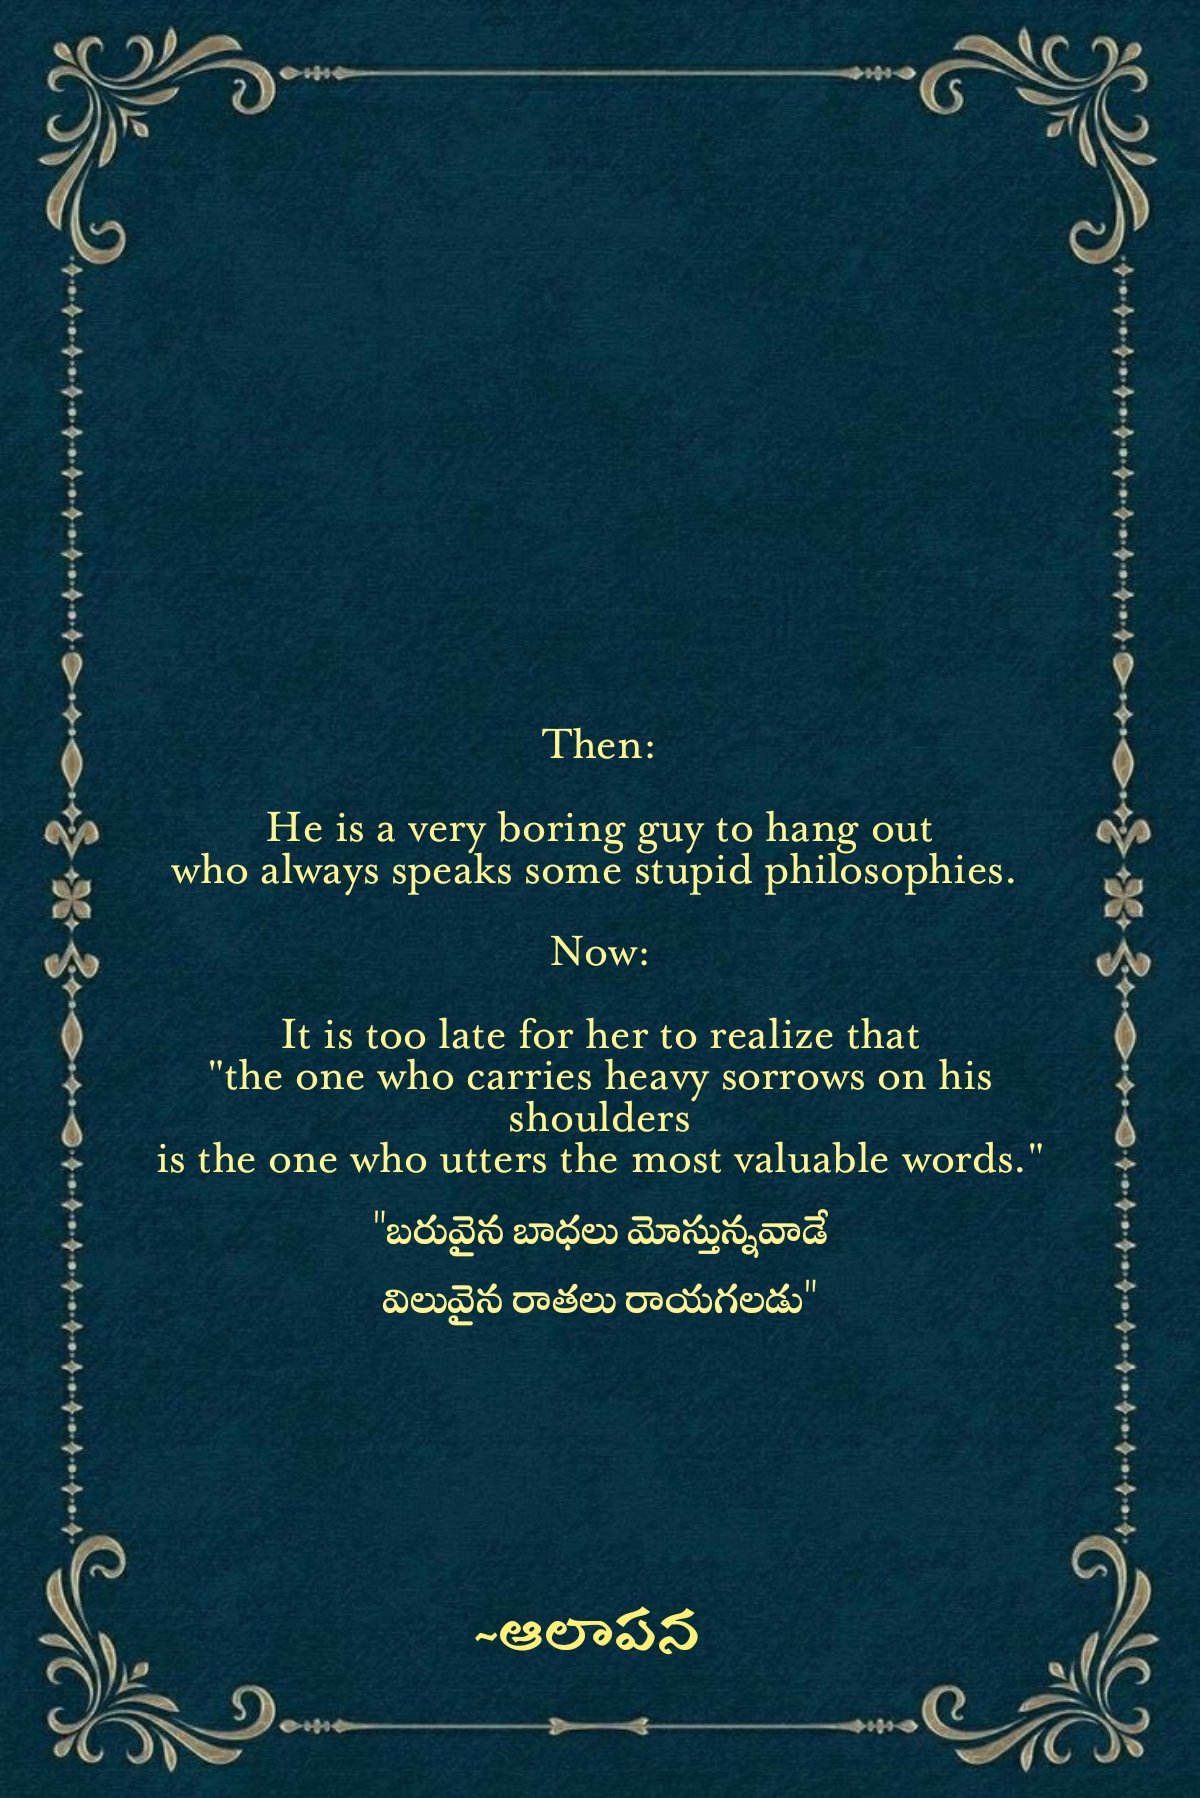 Then:
He is a very boring guy to hang out
who always speaks some stupid philosophies.
Now:
It is too late for her to realize that
"the one who carries heavy sorrows on his
shoulders
is the one who utters the most valuable words."
"బరువైన బాధలు మోస్తున్నవాడే
విలువైన రాతలు రాయగలడు"
~ఆలాపన